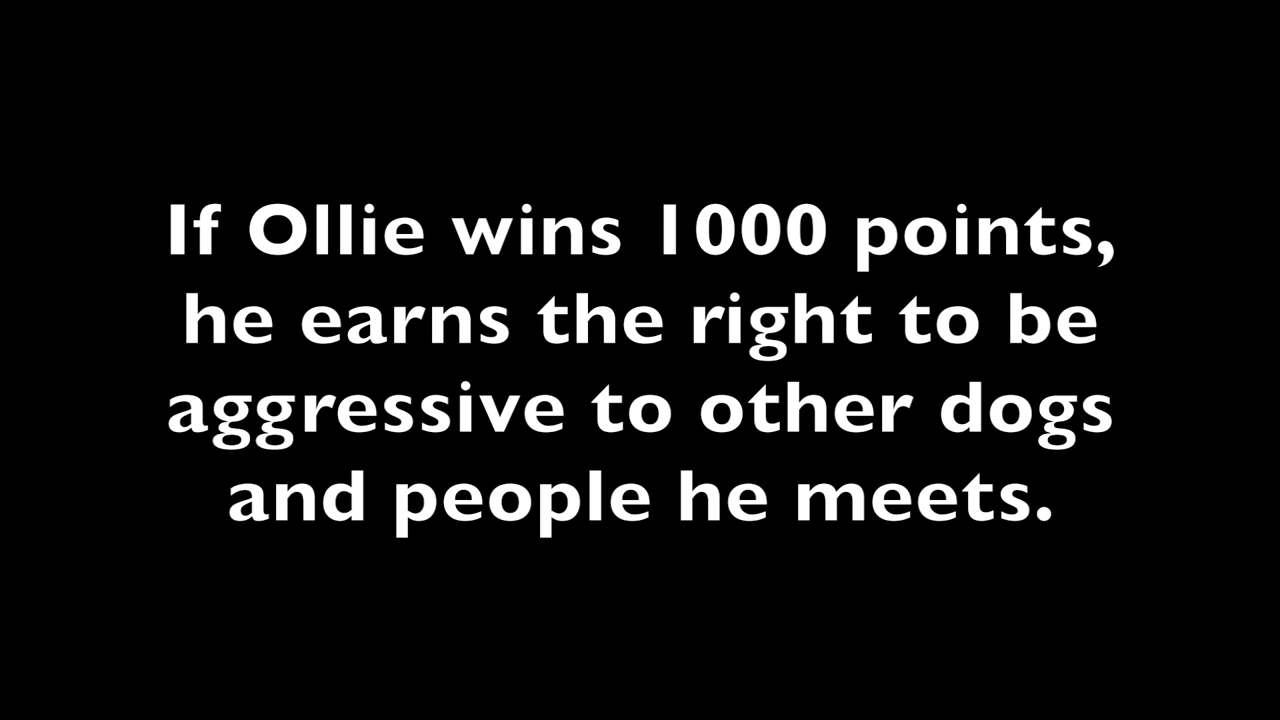 If Ollie wins 1000 points,
he earns the right to be
aggressive to other dogs
and people he meets.